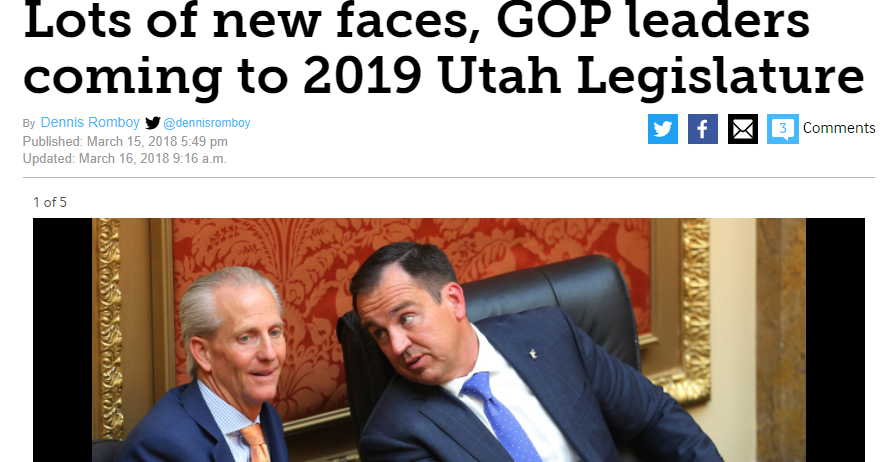 Lots of new faces, GOP leaders
coming to 2019 Utah Legislature
By Dennis Romboy @dennisromboy
Published: March 15, 2018 5:49 pm
Updated: March 16, 2018 9:16 a.m.
3 Comments
1 of 5